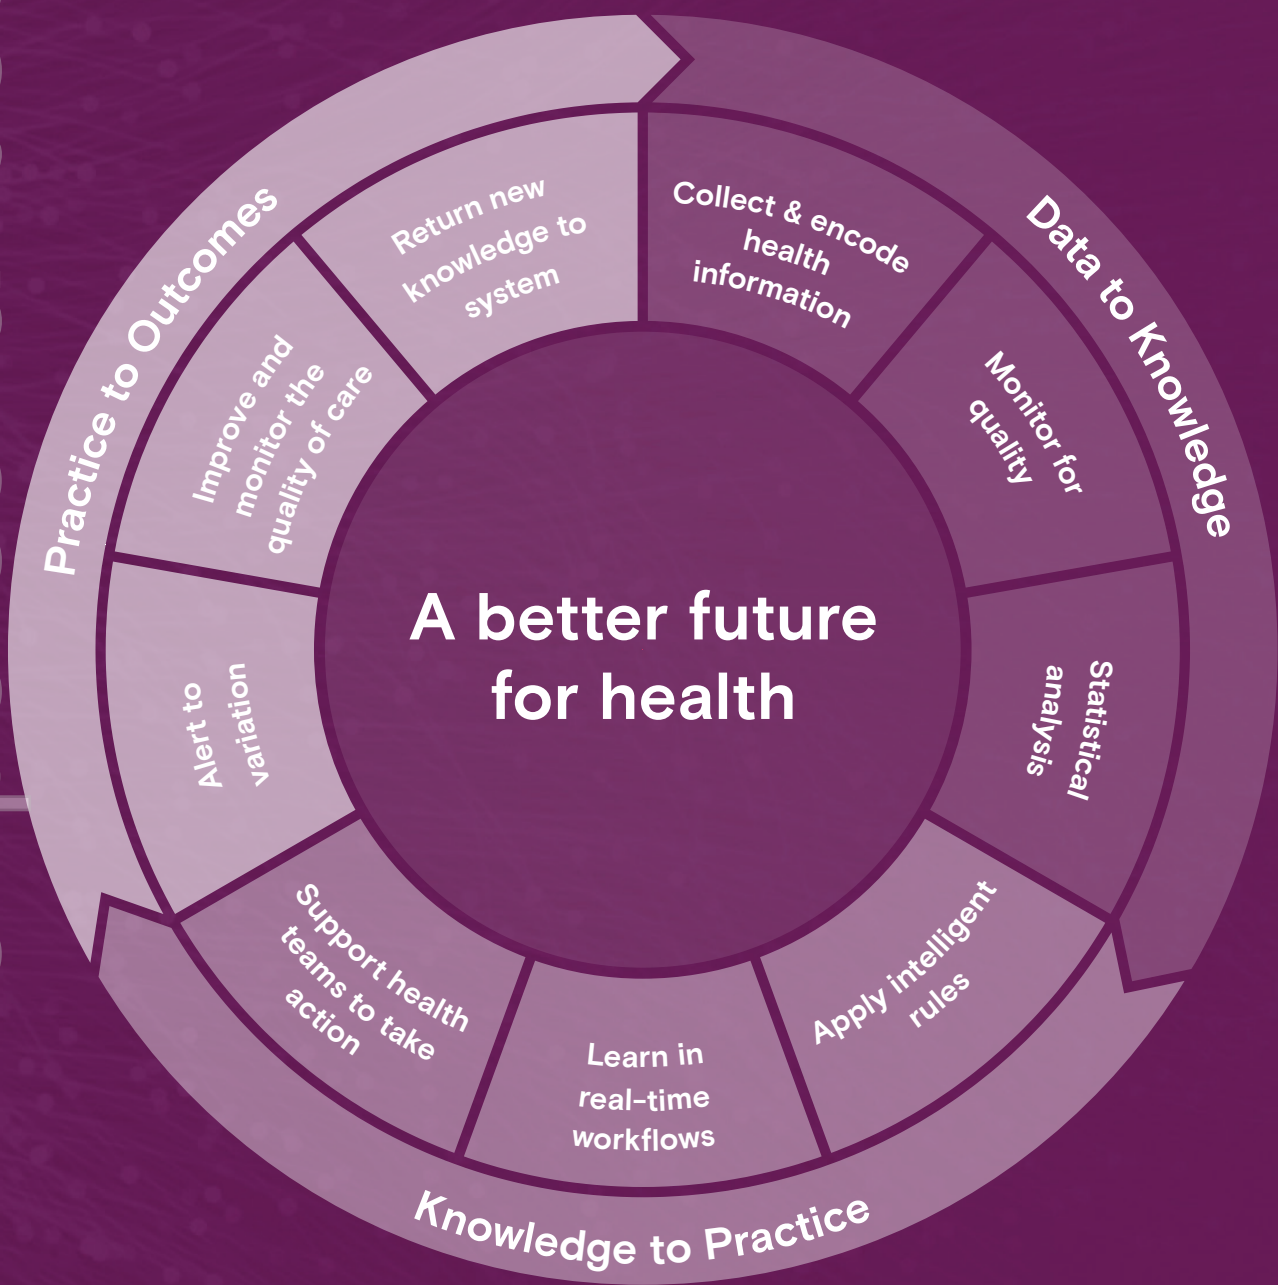 A better future
for health
Data to Knowledge
Collect & encode
health
information
Monitor for
quality
Statistical
analysis
Knowledge to Practice
Apply intelligent
rules
Learn in
real-time
workflows
Support health
teams to take
action
Practice to Outcomes
Alert to
variation
Improve and
monitor the
quality of care
Return new
knowledge to
system